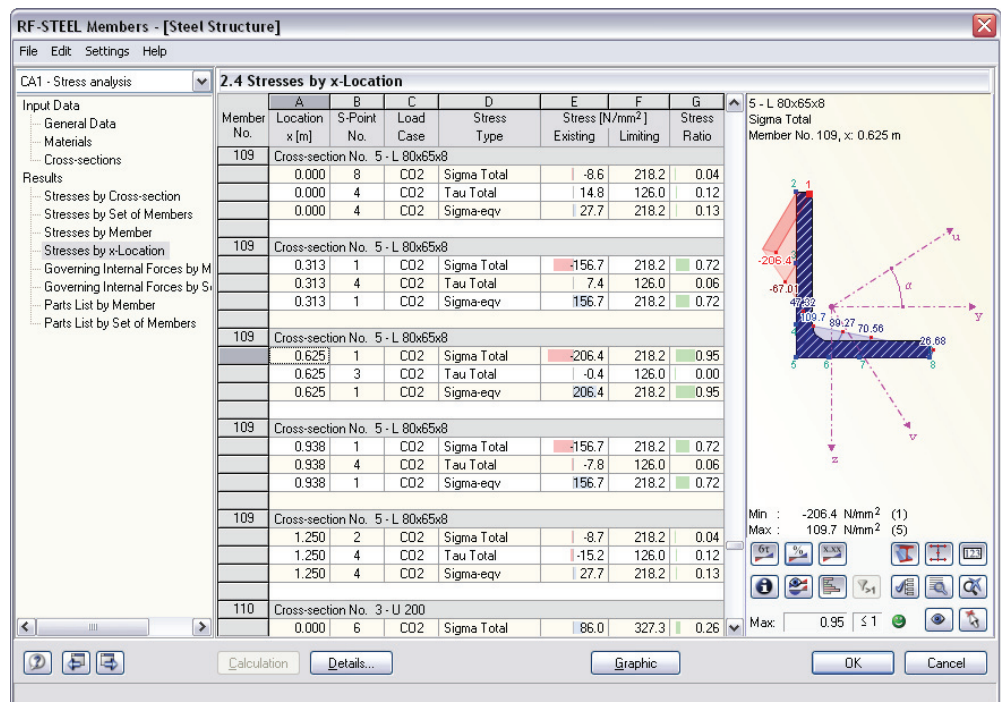 RF-STEEL Members - [Steel Structure]
File Edit Settings Help
CA1 - Stress analysis
Input Data
General Data
Materials
Cross-sections
Results
Stresses by Cross-section
Stresses by Set of Members
Stresses by Member
Stresses by x-Location
Governing Internal Forces by M
Governing Internal Forces by S
Parts List by Member
Parts List by Set of Members
2.4 Stresses by x-Location
A B C D E F G
Member Location S-Point Load Stress Stress [N/mm²] Stress
No. x [m] No. Case Type Existing Limiting Ratio
109 Cross-section No. 5 - L 80x65x8
0.000 8 CO2 Sigma Total -8.6 218.2 0.04
0.000 4 CO2 Tau Total 14.8 126.0 0.12
0.000 4 CO2 Sigma-eqv 27.7 218.2 0.13
109 Cross-section No. 5 - L 80x65x8
0.313 1 CO2 Sigma Total -156.7 218.2 0.72
0.313 4 CO2 Tau Total 7.4 126.0 0.06
0.313 1 CO2 Sigma-eqv 156.7 218.2 0.72
109 Cross-section No. 5 - L 80x65x8
0.625 1 CO2 Sigma Total -206.4 218.2 0.95
0.625 3 CO2 Tau Total -0.4 126.0 0.00
0.625 1 CO2 Sigma-eqv 206.4 218.2 0.95
109 Cross-section No. 5 - L 80x65x8
0.938 1 CO2 Sigma Total -156.7 218.2 0.72
0.938 4 CO2 Tau Total -7.8 126.0 0.06
0.938 1 CO2 Sigma-eqv 156.7 218.2 0.72
109 Cross-section No. 5 - L 80x65x8
1.250 2 CO2 Sigma Total -8.7 218.2 0.04
1.250 4 CO2 Tau Total -15.2 126.0 0.12
1.250 4 CO2 Sigma-eqv 27.7 218.2 0.13
110 Cross-section No. 3 - U 200
0.000 6 CO2 Sigma Total 86.0 327.3 0.26
5 - L 80x65x8
Sigma Total
Member No. 109, x: 0.625 m
2 1
u
-206.4
α
-67.01
47.32
y
109.7 89.27 70.56
4
26.68
5 6 7 8
v
z
Min : -206.4 N/mm² (1)
Max : 109.7 N/mm² (5)
στ % x.xx 123
>1
Max: 0.95 ≤ 1
Calculation Details... Graphic OK Cancel